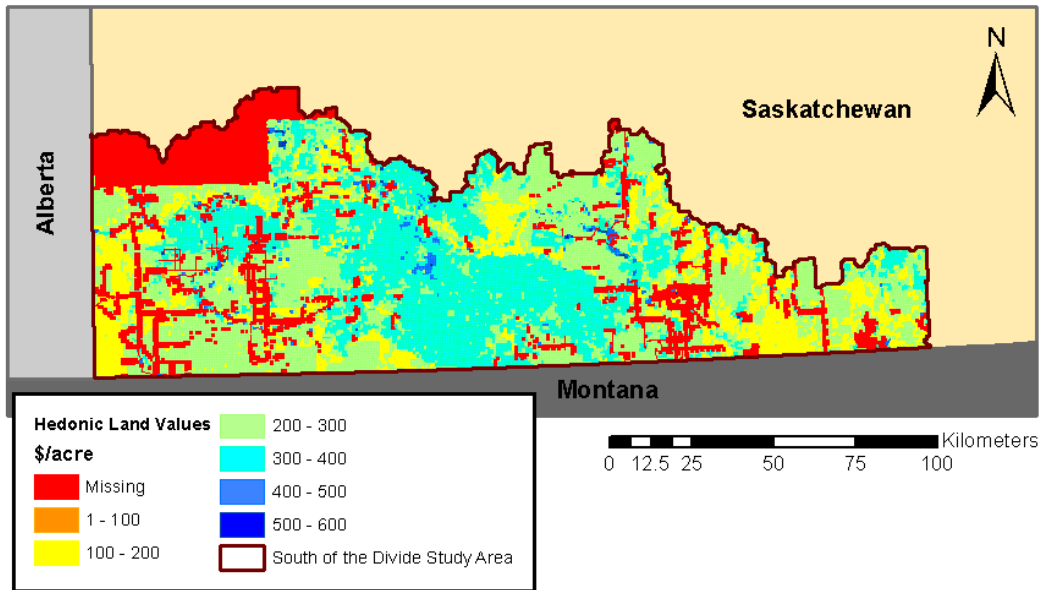 N
Saskatchewan
Alberta
Montana
Hedonic Land Values
$/acre
Missing
1 - 100
100 - 200
200 - 300
300 - 400
400 - 500
500 - 600
South of the Divide Study Area
Kilometers
0 12.5 25 50 75 100